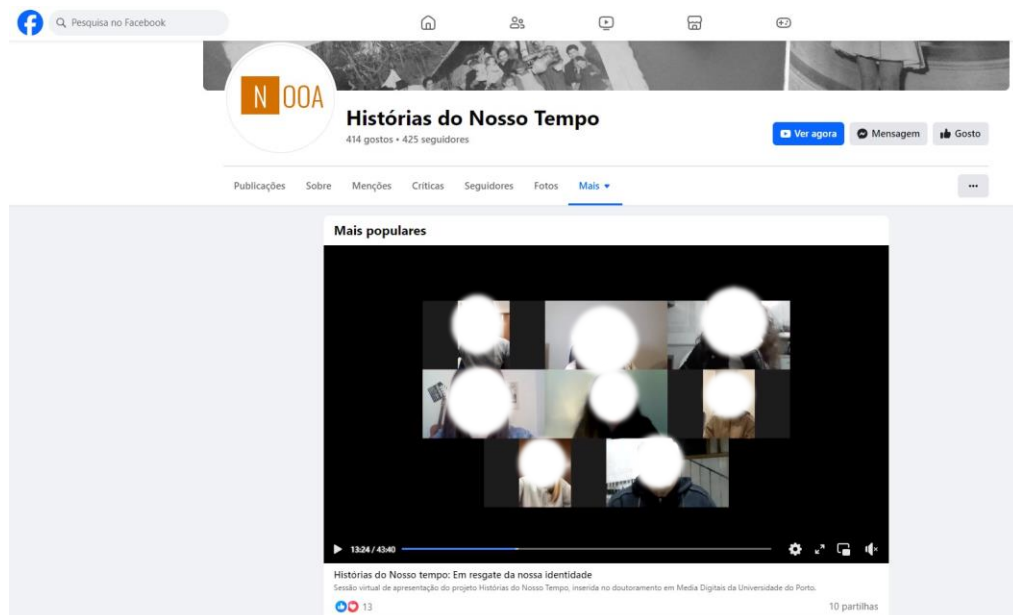 Pesquisa no Facebook
N OOA
Histórias do Nosso Tempo
414 gostos • 425 seguidores
Ver agora
Mensagem
Gosto
Publicações
Sobre
Menções
Críticas
Seguidores
Fotos
Mais
Mais populares
13:24 / 43:40
Histórias do Nosso tempo: Em resgate da nossa identidade
Sessão virtual de apresentação do projeto Histórias do Nosso Tempo, inserida no doutoramento em Media Digitais da Universidade do Porto.
13
10 partilhas